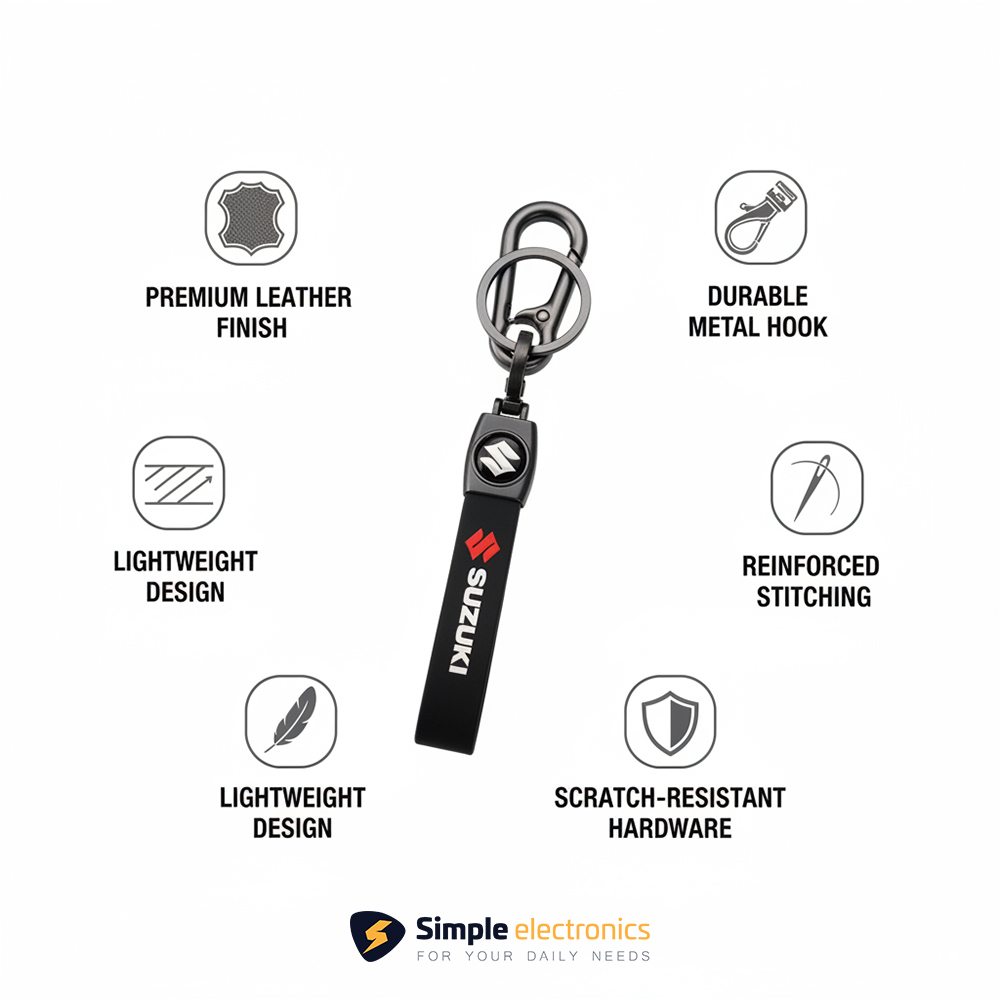 PREMIUM LEATHER
FINISH
DURABLE
METAL HOOK
LIGHTWEIGHT
DESIGN
REINFORCED
STITCHING
SUZUKI
LIGHTWEIGHT
DESIGN
SCRATCH-RESISTANT
HARDWARE
Simple electronics
FOR YOUR DAILY NEEDS